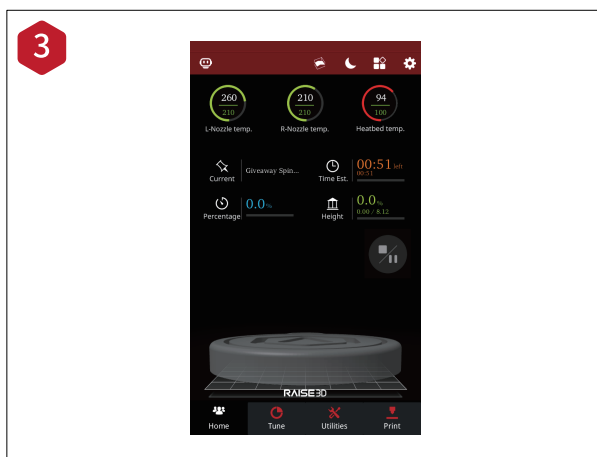 3
260
210
210
210
94
100
L-Nozzle temp.
R-Nozzle temp.
Heatbed temp.
Current
Giveaway Spin...
Time Est.
00:51 left
00:51
Percentage
0.0%
Height
0.0%
0.00 / 8.12
RAISE3D
Home
Tune
Utilities
Print